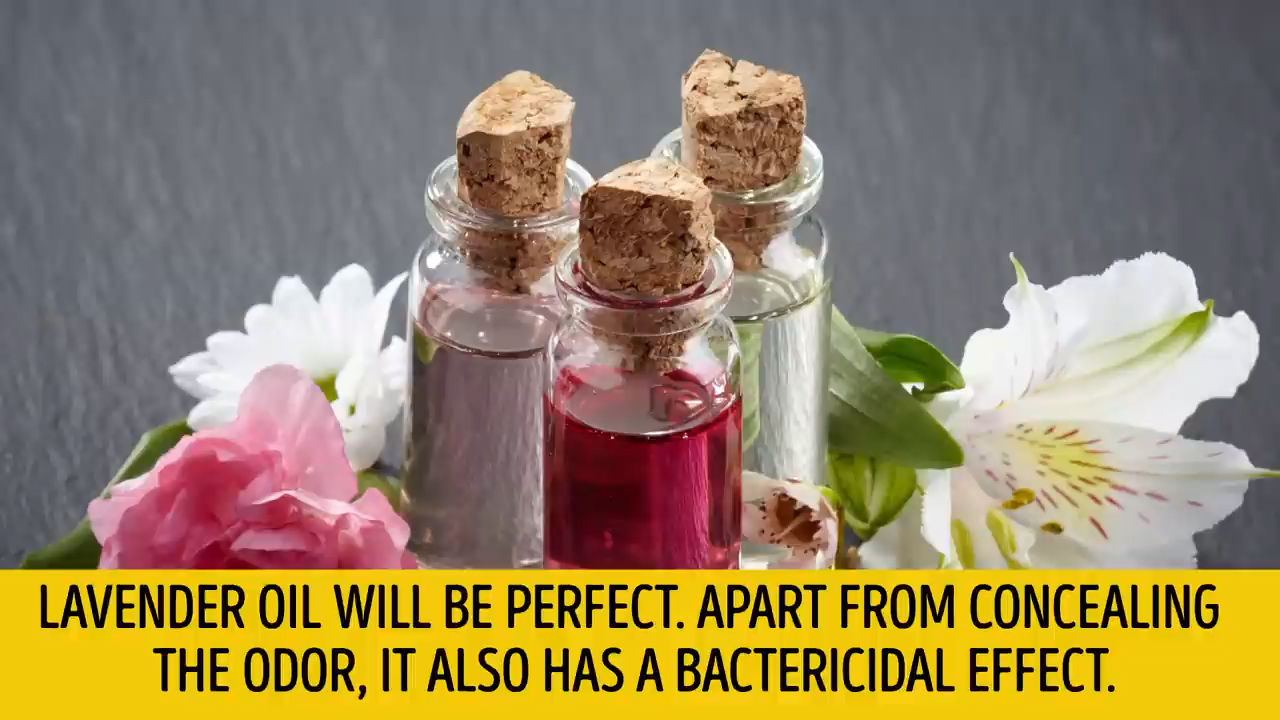 LAVENDER OIL WILL BE PERFECT. APART FROM CONCEALING
THE ODOR, IT ALSO HAS A BACTERICIDAL EFFECT.